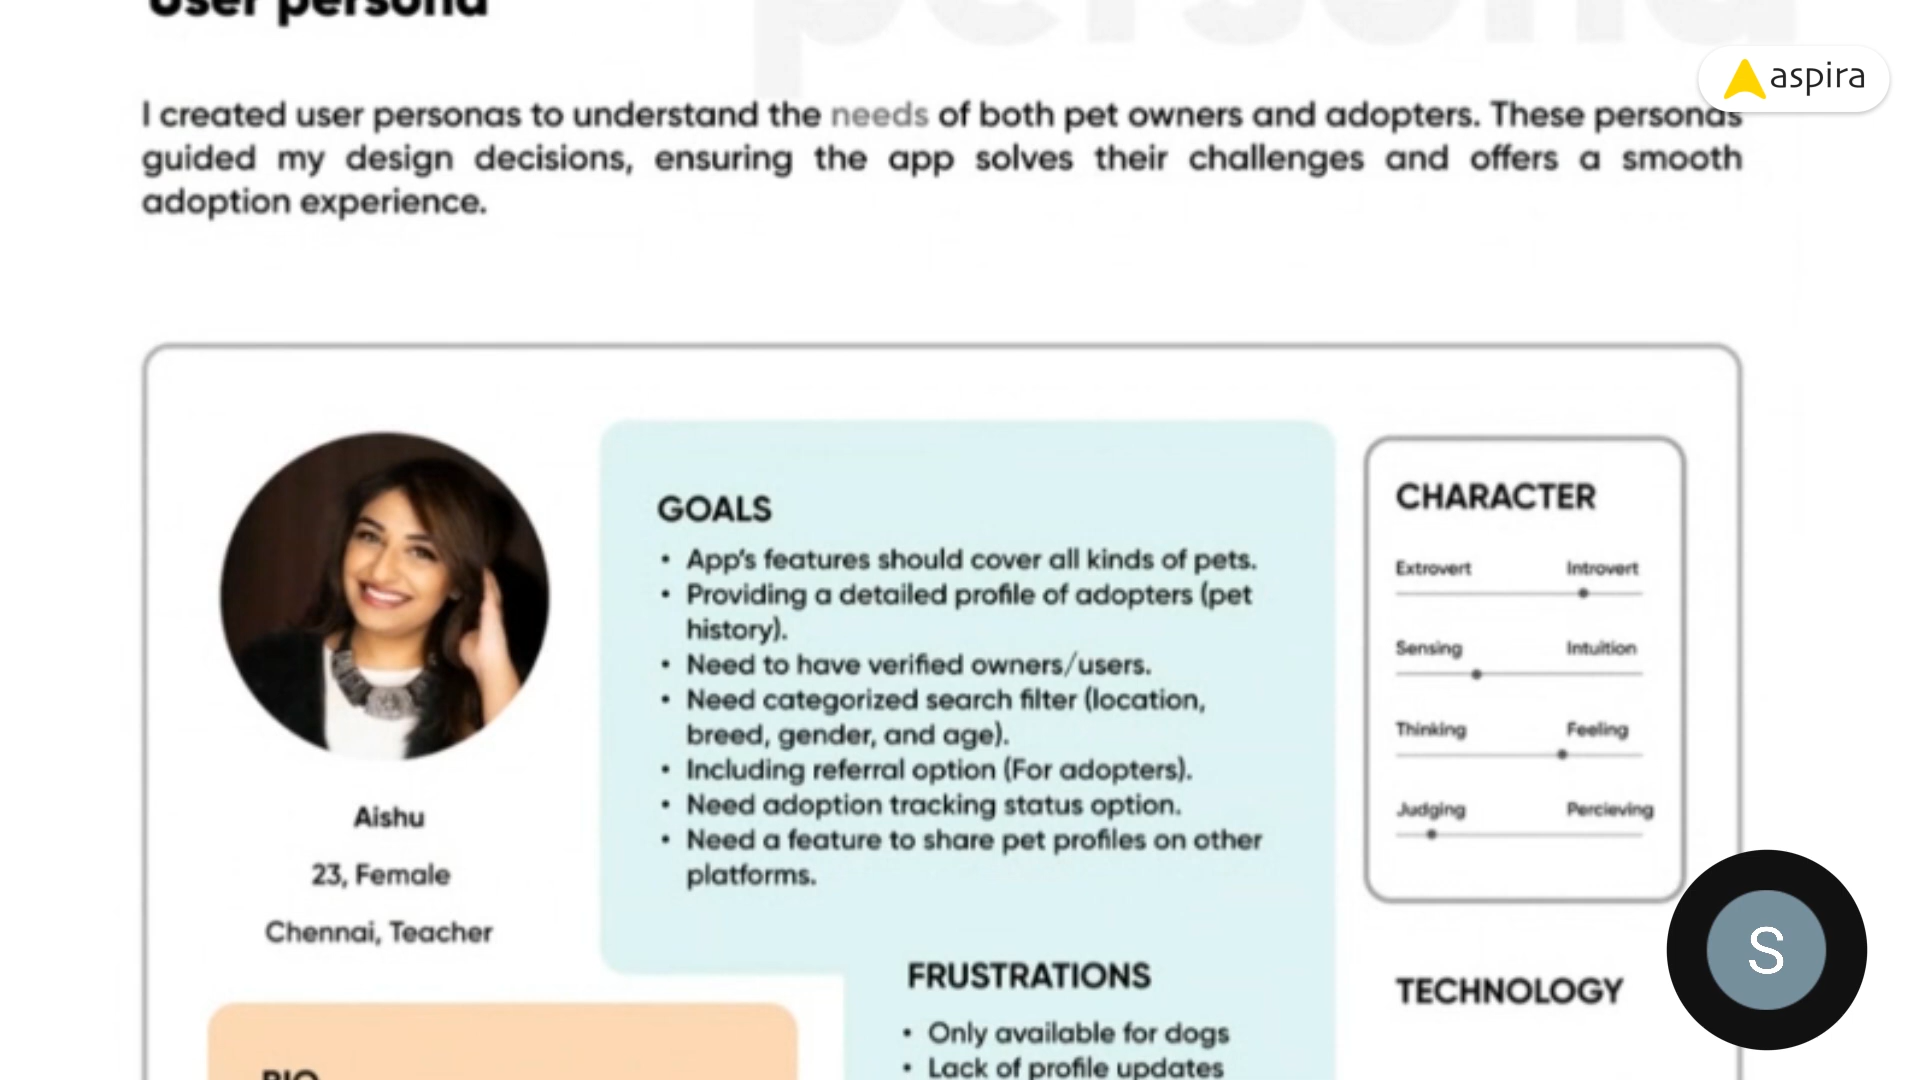 User persona
persona
aspira
I created user personas to understand the needs of both pet owners and adopters. These personas
guided my design decisions, ensuring the app solves their challenges and offers a smooth
adoption experience.
Aishu
23, Female
Chennai, Teacher
GOALS
• App's features should cover all kinds of pets.
• Providing a detailed profile of adopters (pet
history).
• Need to have verified owners/users.
• Need categorized search filter (location,
breed, gender, and age).
• Including referral option (For adopters).
• Need adoption tracking status option.
• Need a feature to share pet profiles on other
platforms.
CHARACTER
Extrovert Introvert
Sensing Intuition
Thinking Feeling
Judging Percieving
FRUSTRATIONS
• Only available for dogs
• Lack of profile updates
TECHNOLOGY
BIO
S